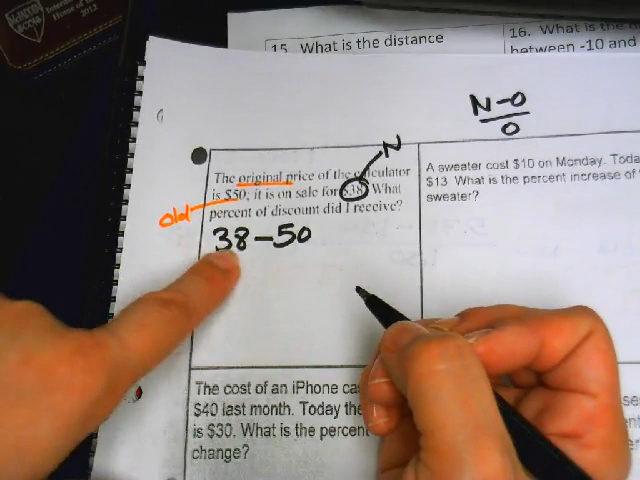 2012
15. What is the distance
16. What is the
between -10 and
N-O
O
N
The original price of the calculator
is $50, it is on sale for $38. What
percent of discount did I receive?
old
38-50
A sweater cost $10 on Monday. Toda
$13 What is the percent increase of
sweater?
The cost of an iPhone cas
$40 last month. Today the
is $30. What is the percent
change?